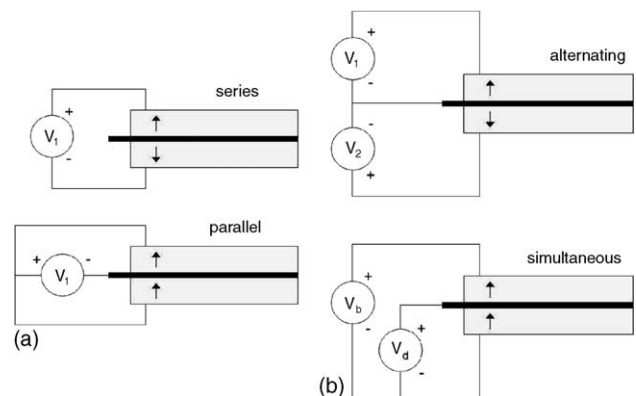 series
+
V1
-
parallel
+
-
V1
(a)
+
V1
-
alternating
-
V2
+
simultaneous
+
Vb
-
+
Vd
-
(b)